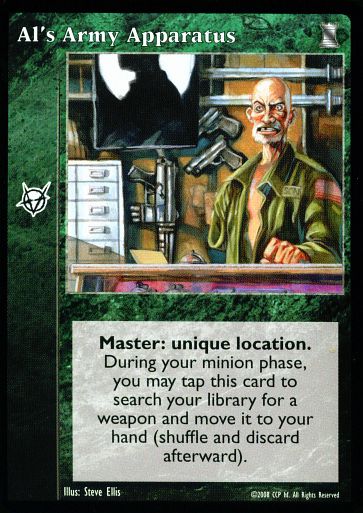 Al's Army Apparatus
Master: unique location.
During your minion phase,
you may tap this card to
search your library for a
weapon and move it to your
hand (shuffle and discard
afterward).
Illus: Steve Ellis
©2008 CCP hf. All Rights Reserved